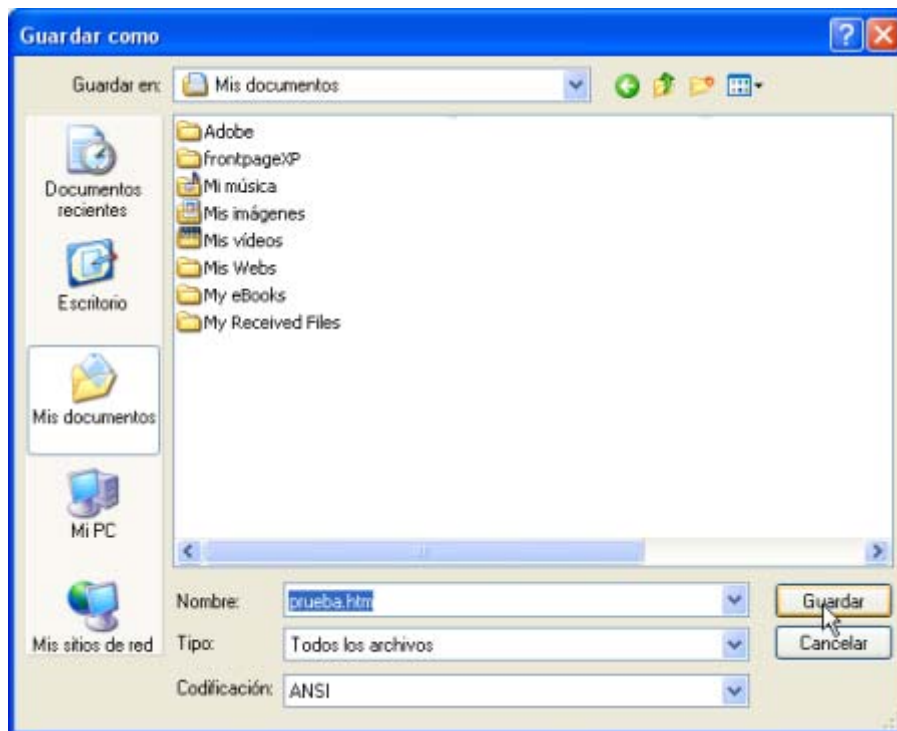 Guardar como
Guardar en:
Mis documentos
Documentos
recientes
Escritorio
Mis documentos
Mi PC
Mis sitios de red
Adobe
frontpageXP
Mi música
Mis imágenes
Mis vídeos
Mis Webs
My eBooks
My Received Files
Nombre:
prueba.htm
Guardar
Tipo:
Todos los archivos
Cancelar
Codificación:
ANSI